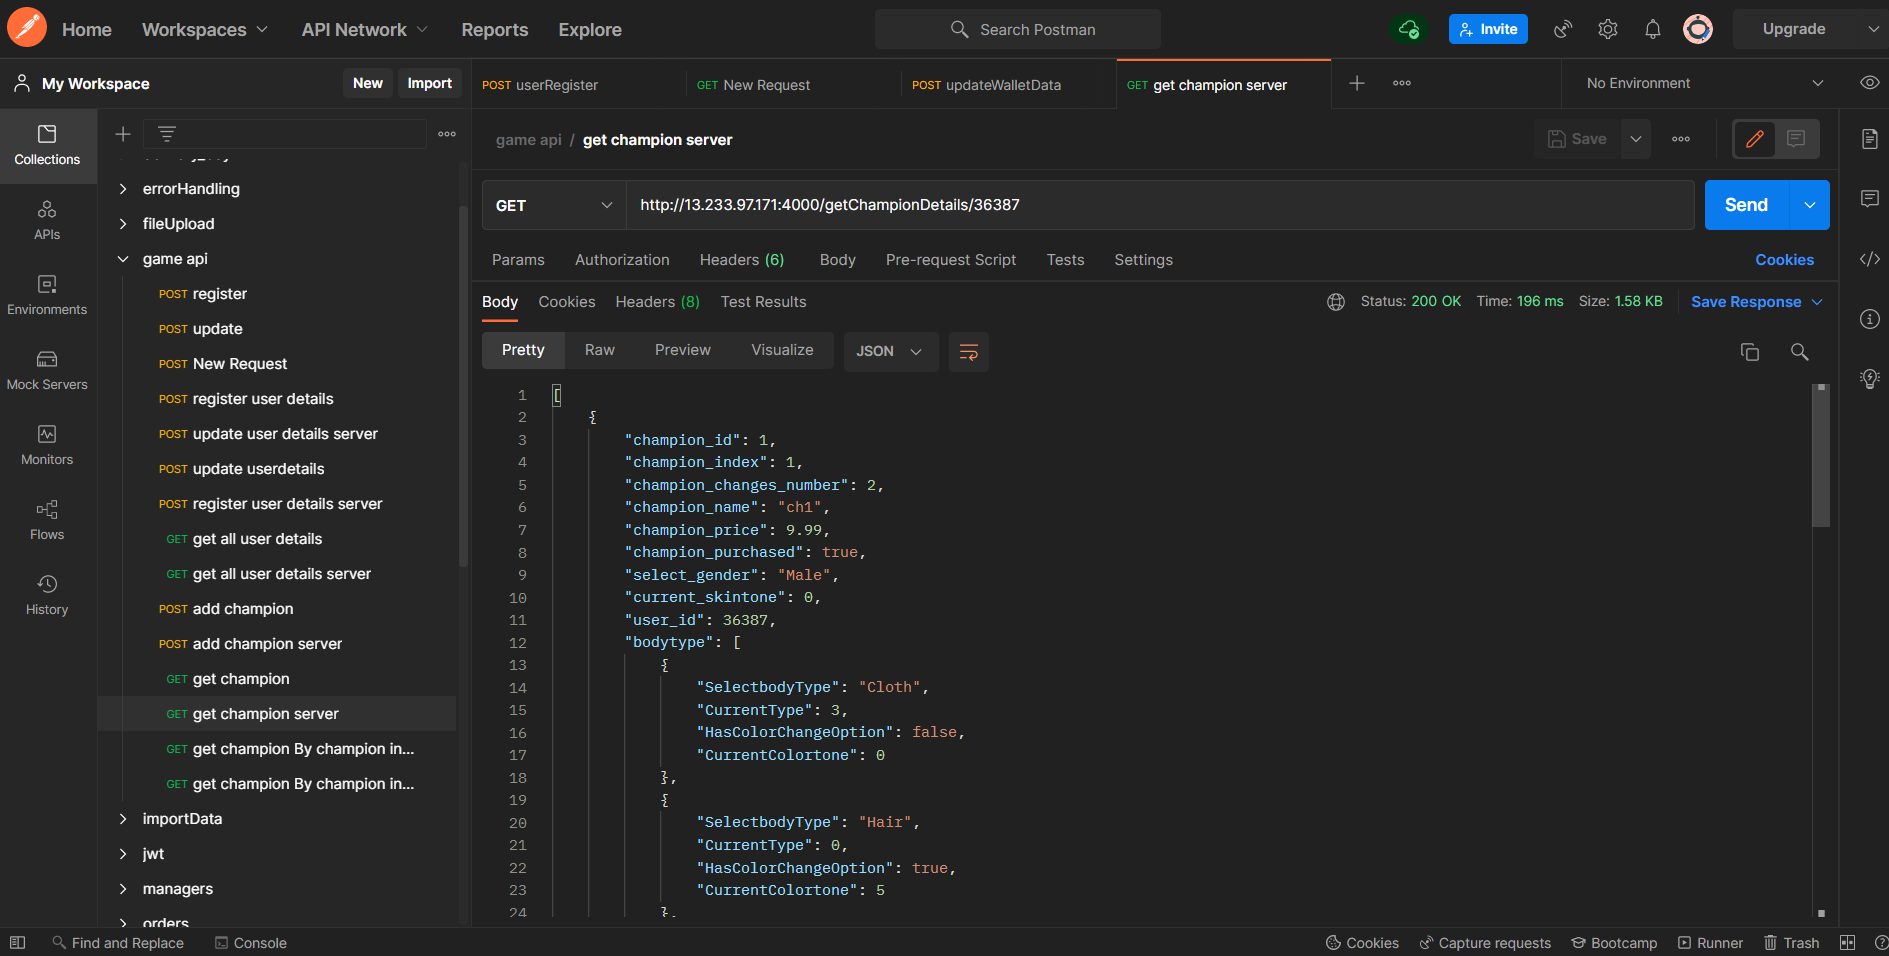 Home Workspaces API Network Reports Explore Search Postman Invite Upgrade
My Workspace New Import POST userRegister GET New Request POST updateWalletData GET get champion server No Environment
game api / get champion server Save
Collections
APIs
Environments
Mock Servers
Monitors
Flows
History
errorHandling
fileUpload
game api
POST register
POST update
POST New Request
POST register user details
POST update user details server
POST update userdetails
POST register user details server
GET get all user details
GET get all user details server
POST add champion
POST add champion server
GET get champion
GET get champion server
GET get champion By champion in...
GET get champion By champion in...
importData
jwt
managers
orders
GET http://13.233.97.171:4000/getChampionDetails/36387 Send
Params Authorization Headers (6) Body Pre-request Script Tests Settings Cookies
Body Cookies Headers (8) Test Results Status: 200 OK Time: 196 ms Size: 1.58 KB Save Response
Pretty Raw Preview Visualize JSON
1 [
2 {
3 "champion_id": 1,
4 "champion_index": 1,
5 "champion_changes_number": 2,
6 "champion_name": "ch1",
7 "champion_price": 9.99,
8 "champion_purchased": true,
9 "select_gender": "Male",
10 "current_skintone": 0,
11 "user_id": 36387,
12 "bodytype": [
13 {
14 "SelectbodyType": "Cloth",
15 "CurrentType": 3,
16 "HasColorChangeOption": false,
17 "CurrentColortone": 0
18 },
19 {
20 "SelectbodyType": "Hair",
21 "CurrentType": 0,
22 "HasColorChangeOption": true,
23 "CurrentColortone": 5
24 },
Find and Replace Console Cookies Capture requests Bootcamp Runner Trash